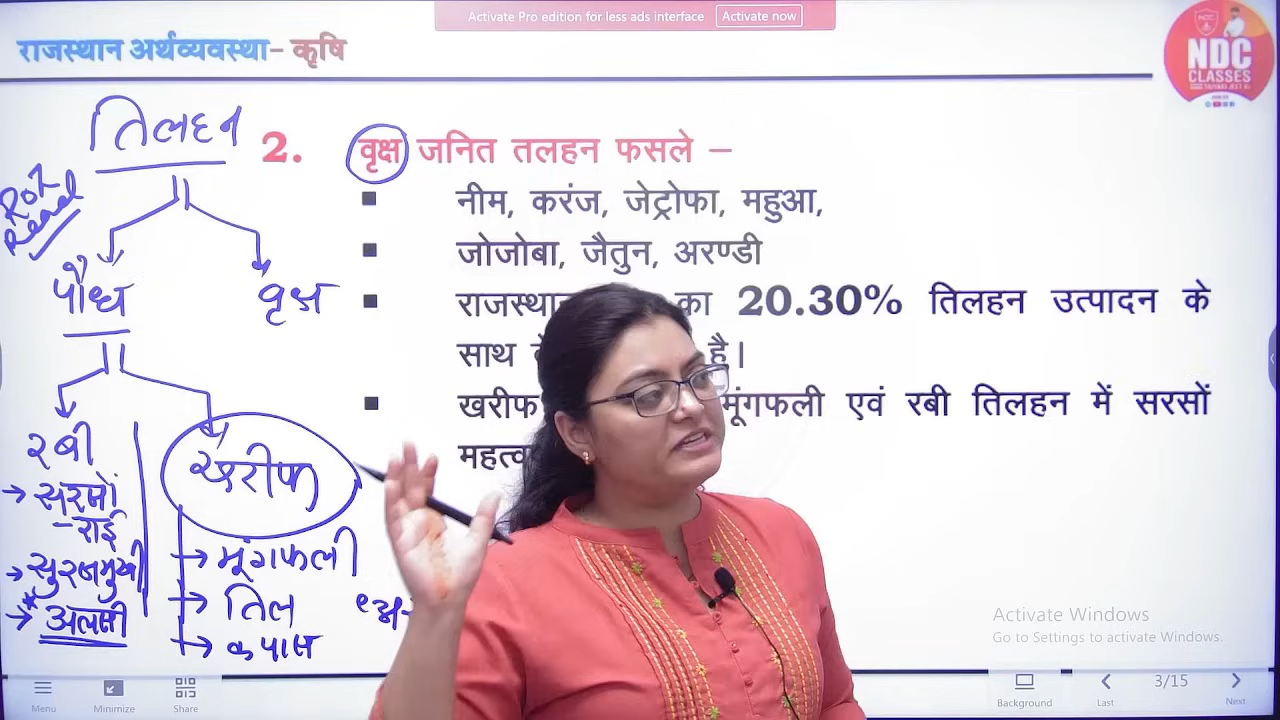 Activate Pro edition for less ads interface Activate now
राजस्थान अर्थव्यवस्था- कृषि
NDC
CLASSES
तिलहन
पौध
वृक्ष
रबी
सरसों
-राई
सुरजमुखी
अलसी
खरीफ
मूंगफली
तिल
कपास
2. वृक्ष जनित तलहन फसले –
नीम, करंज, जेट्रोफा, महुआ,
जोजोबा, जैतुन, अरण्डी
राजस्थान का 20.30% तिलहन उत्पादन के
साथ है।
खरीफ मूंगफली एवं रबी तिलहन में सरसों
Activate Windows
Go to Settings to activate Windows.
Menu Minimize Share
Background Last 3/15 Next